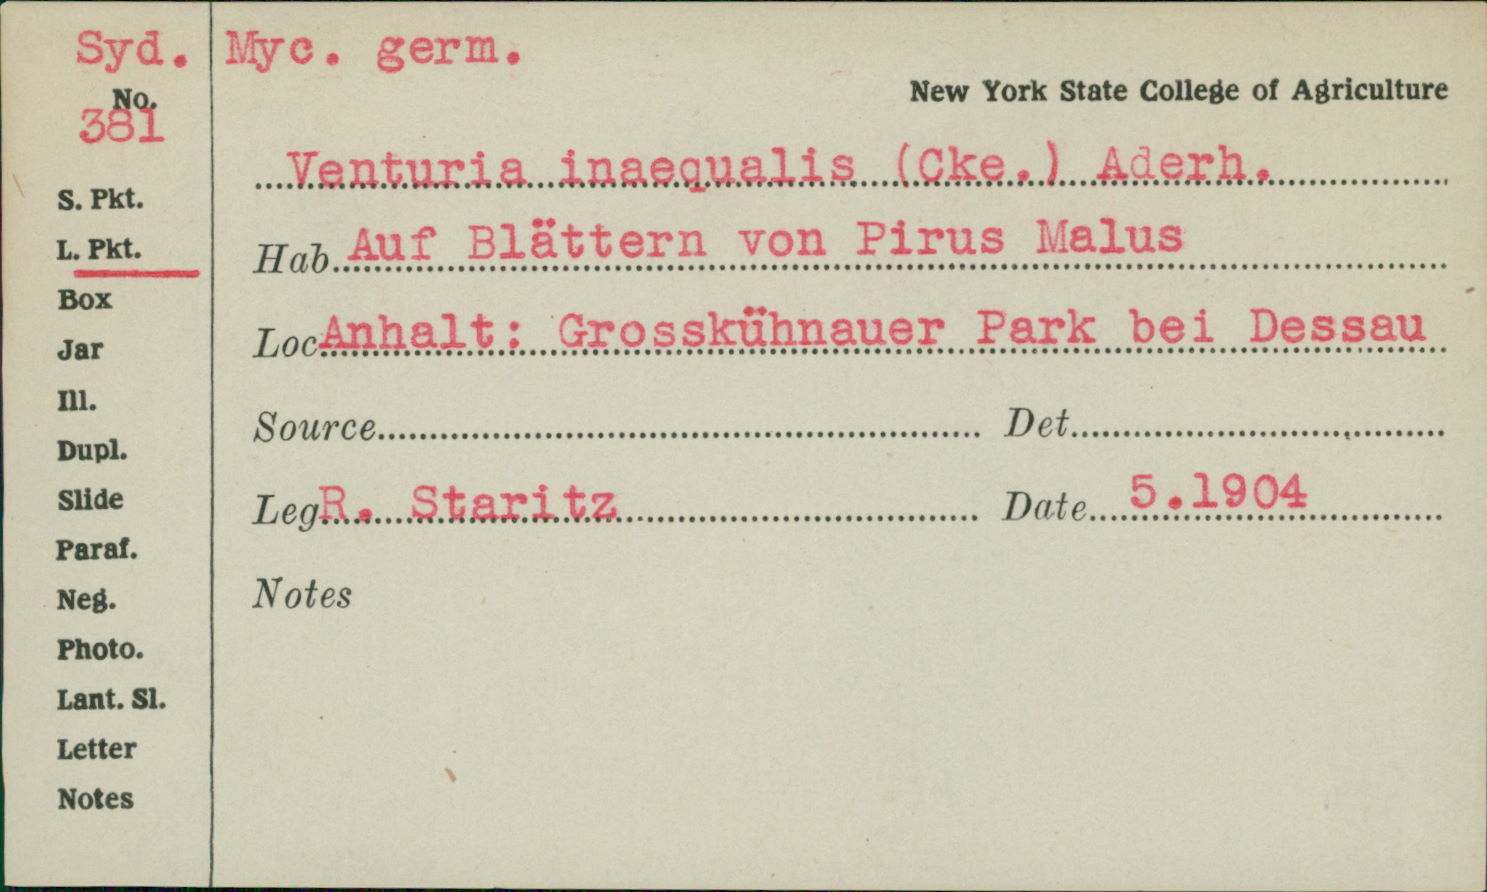 Syd. Myc. germ.
No.
381
New York State College of Agriculture
Venturia inaequalis (Cke.) Aderh.
S. Pkt.
L. Pkt.
Hab. Auf Blättern von Pirus Malus
Box
Loc Anhalt: Grosskühnauer Park bei Dessau
Jar
Ill.
Source Det.
Dupl.
Slide
Leg R. Staritz Date 5.1904
Paraf.
Neg.
Notes
Photo.
Lant. Sl.
Letter
Notes